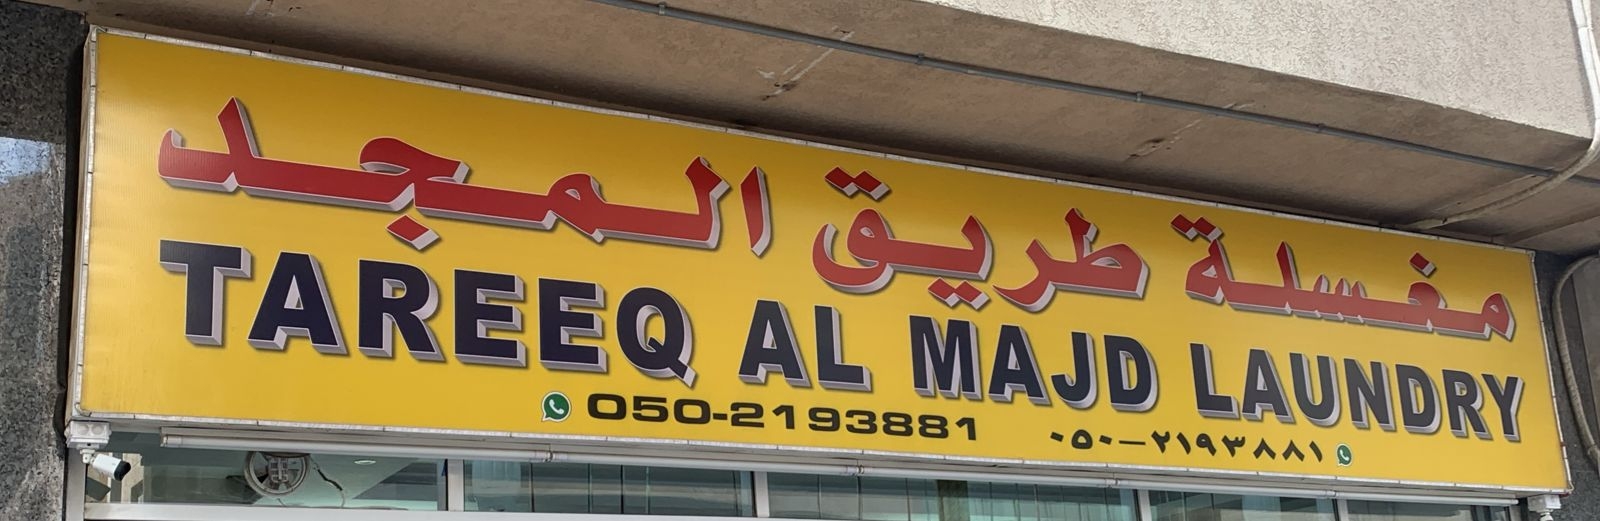 مغسلة طريق المجد
TAREEQ AL MAJD LAUNDRY
050-2193881
٠٥٠-٢١٩٣٨٨١